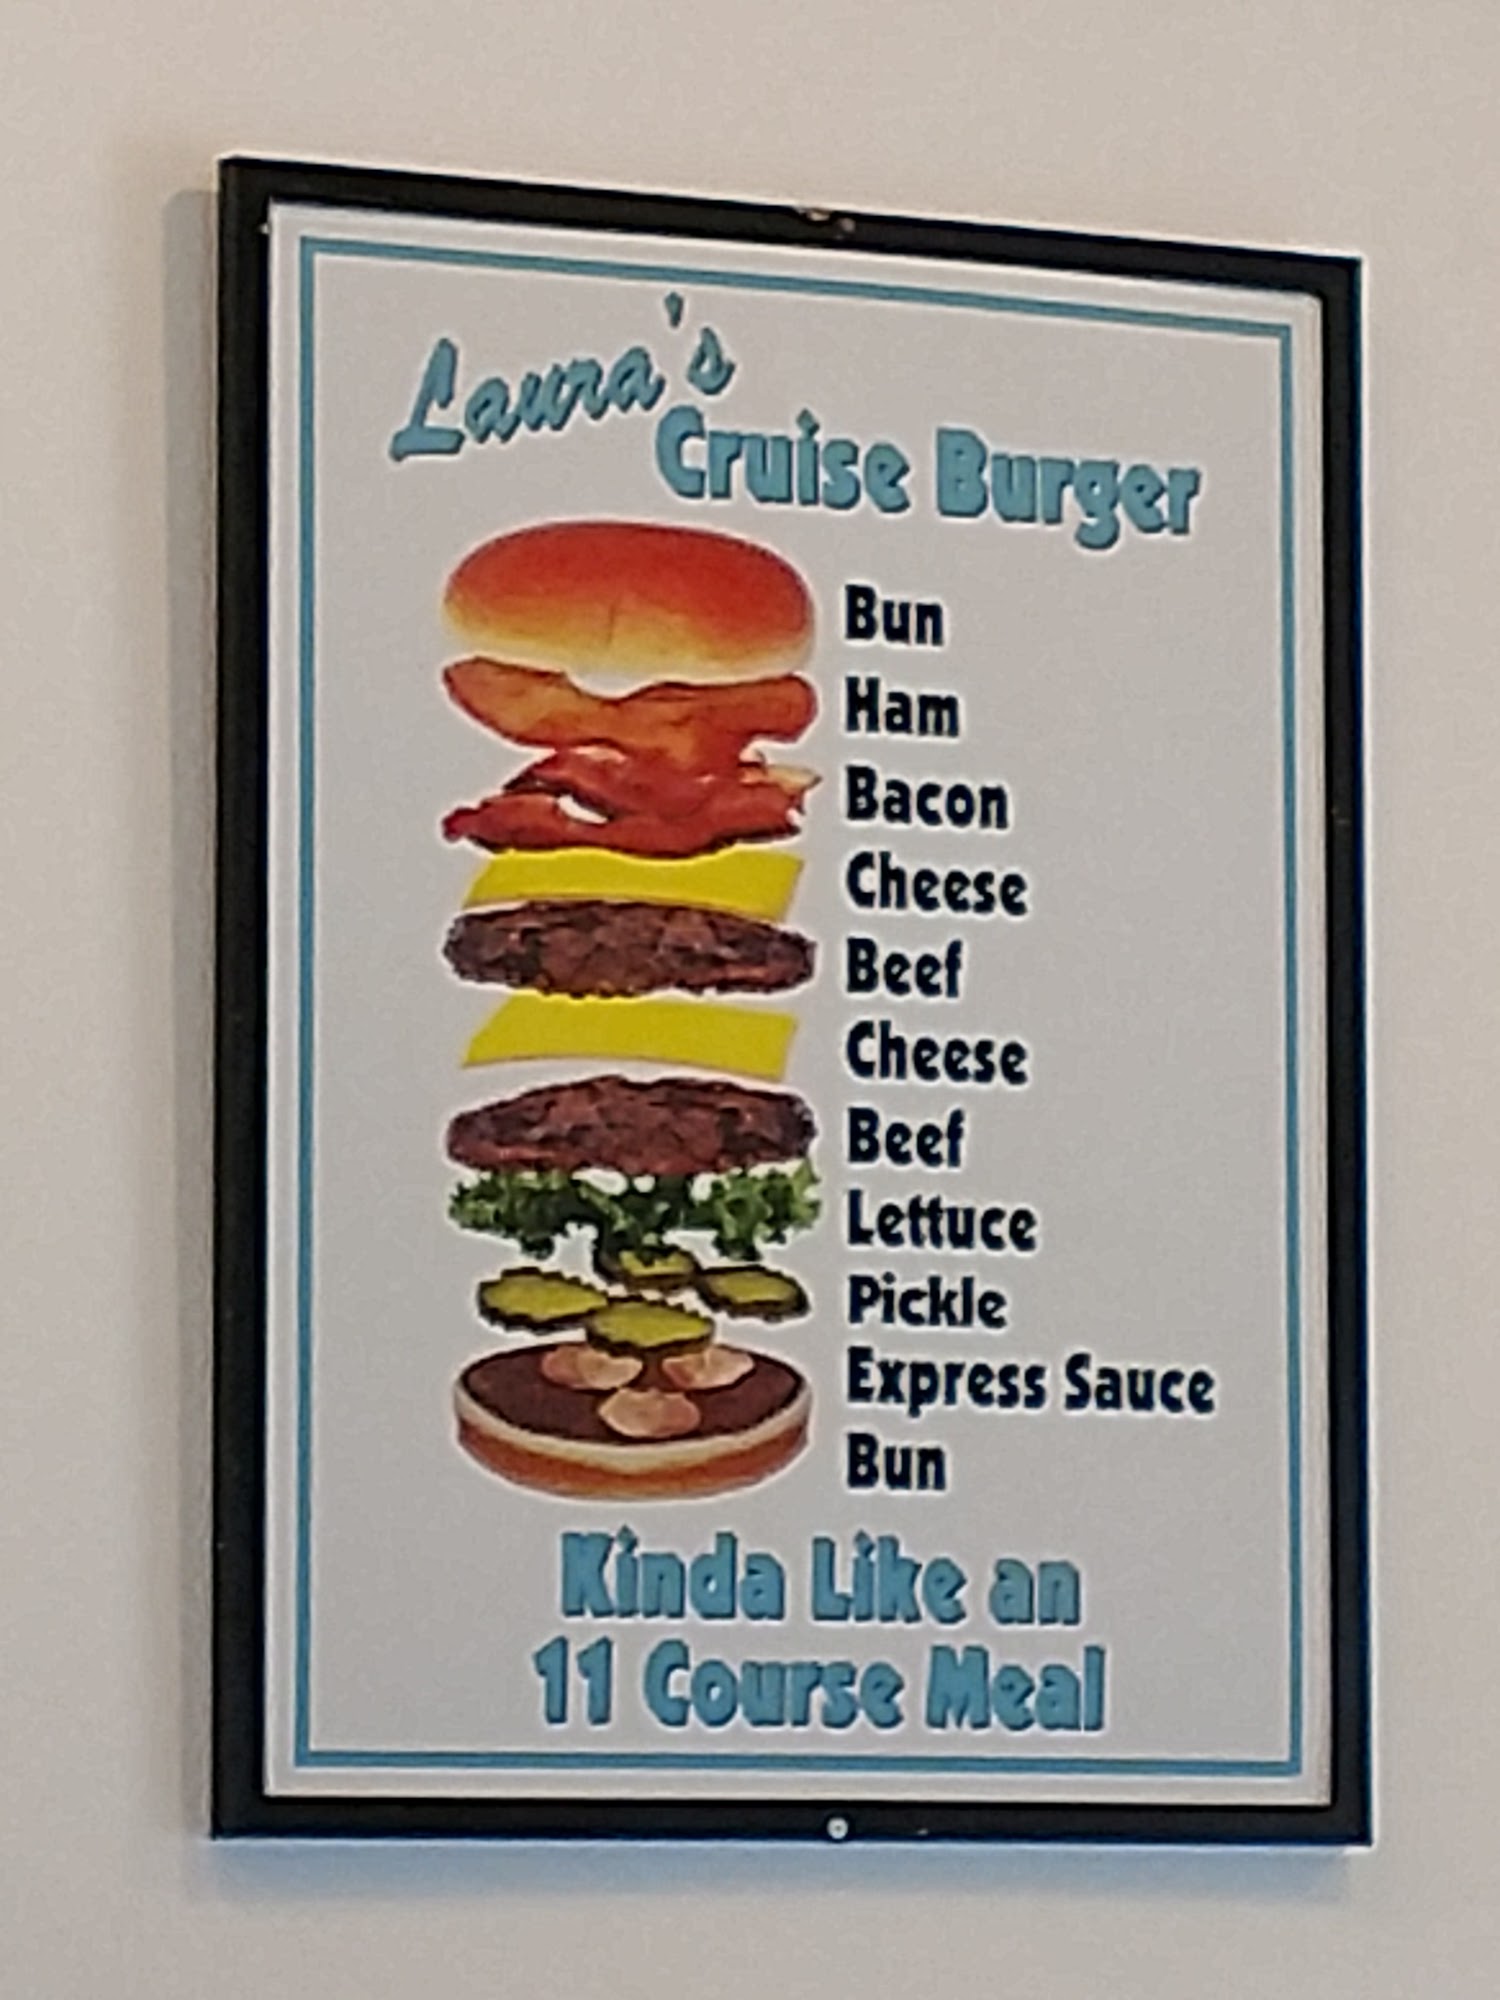 Laura's
Cruise Burger
Bun
Ham
Bacon
Cheese
Beef
Cheese
Beef
Lettuce
Pickle
Express Sauce
Bun
Kinda Like an
11 Course Meal